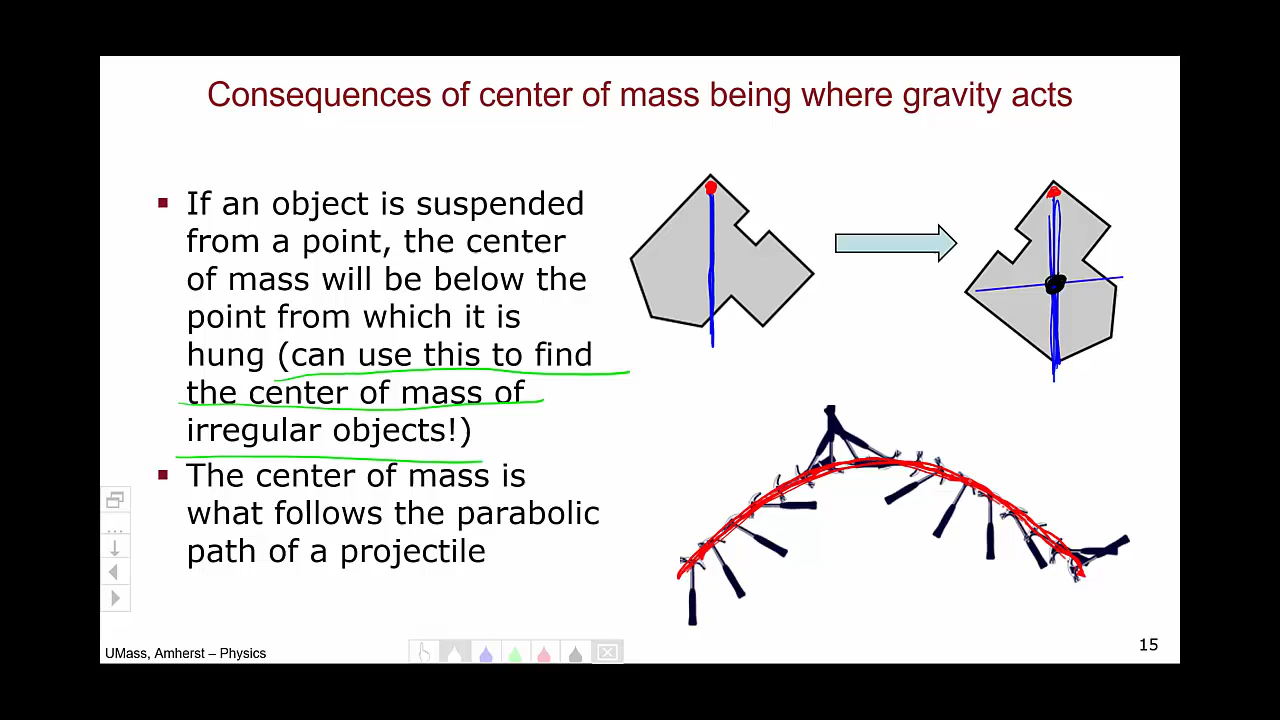 Consequences of center of mass being where gravity acts
▪ If an object is suspended
from a point, the center
of mass will be below the
point from which it is
hung (can use this to find
the center of mass of
irregular objects!)
▪ The center of mass is
what follows the parabolic
path of a projectile
UMass, Amherst – Physics
15